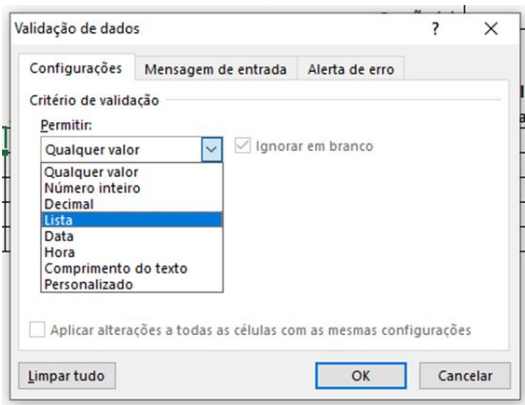 Validação de dados ? ×
Configurações Mensagem de entrada Alerta de erro
Critério de validação
Permitir:
Qualquer valor Ignorar em branco
Qualquer valor
Número inteiro
Decimal
Lista
Data
Hora
Comprimento do texto
Personalizado
Aplicar alterações a todas as células com as mesmas configurações
Limpar tudo OK Cancelar